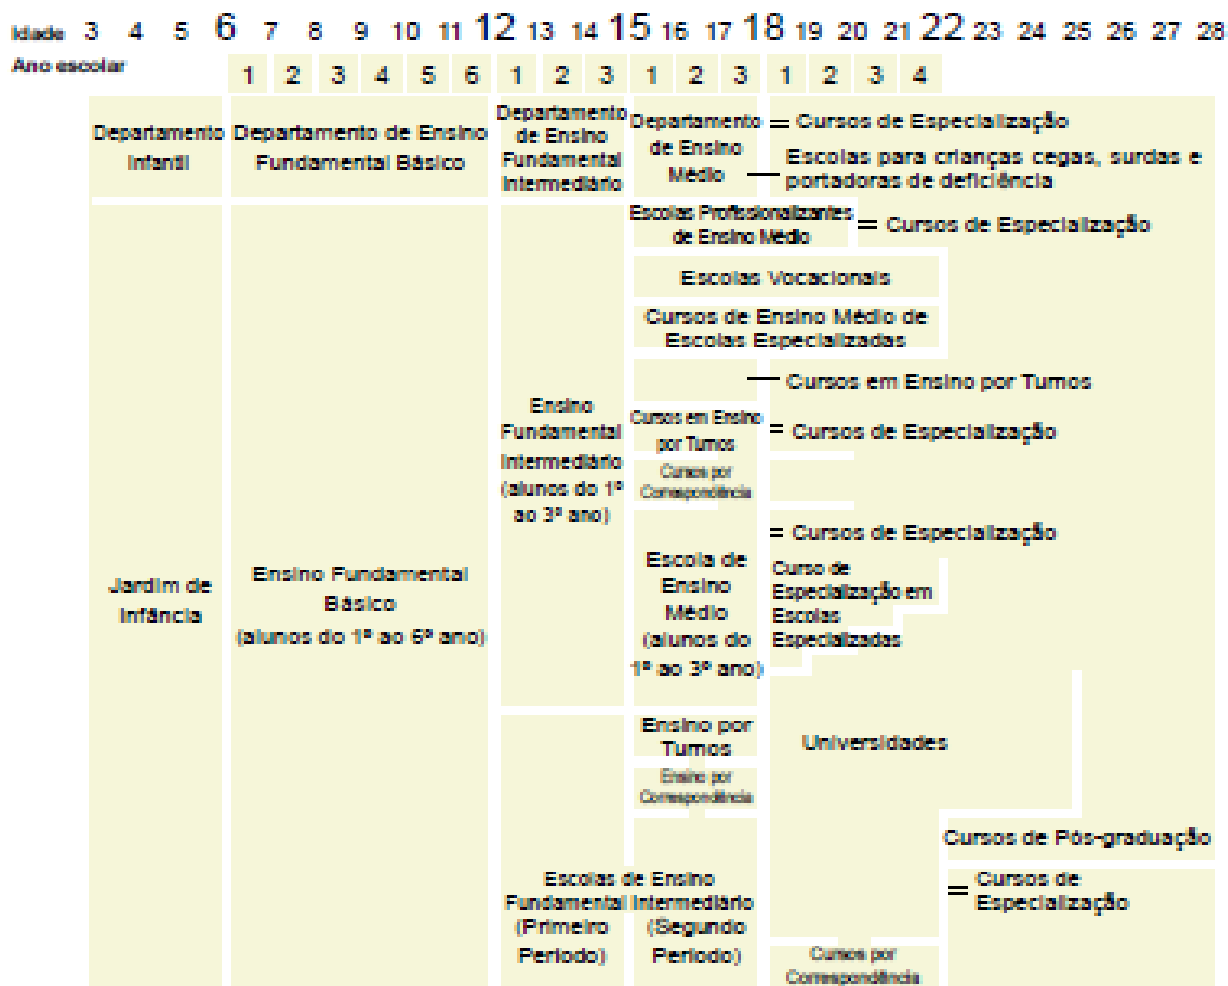 Idade 3 4 5 6 7 8 9 10 11 12 13 14 15 16 17 18 19 20 21 22 23 24 25 26 27 28
Ano escolar
1 2 3 4 5 6 1 2 3 1 2 3 1 2 3 4
Departamento
Infantil
Departamento de Ensino
Fundamental Básico
Departamento
de Ensino
Fundamental
Intermediário
Departamento
de Ensino
Médio
Cursos de Especialização
Escolas para crianças cegas, surdas e
portadoras de deficiência
Escolas Profissionalizantes
de Ensino Médio
Cursos de Especialização
Escolas Vocacionais
Cursos de Ensino Médio de
Escolas Especializadas
Cursos em Ensino por Turnos
Cursos em Ensino
por Turnos
Cursos de Especialização
Cursos por
Correspondência
Cursos de Especialização
Jardim de
Infância
Ensino Fundamental
Básico
(alunos do 1º ao 6º ano)
Ensino
Fundamental
Intermediário
(alunos do 1º
ao 3º ano)
Escola de
Ensino
Médio
(alunos do
1º ao 3º ano)
Curso de
Especialização em
Escolas
Especializadas
Ensino por
Turnos
Ensino por
Correspondência
Universidades
Cursos de Pós-graduação
Cursos de
Especialização
Escolas de Ensino
Fundamental Intermediário
(Primeiro
Período)
(Segundo
Período)
Cursos por
Correspondência